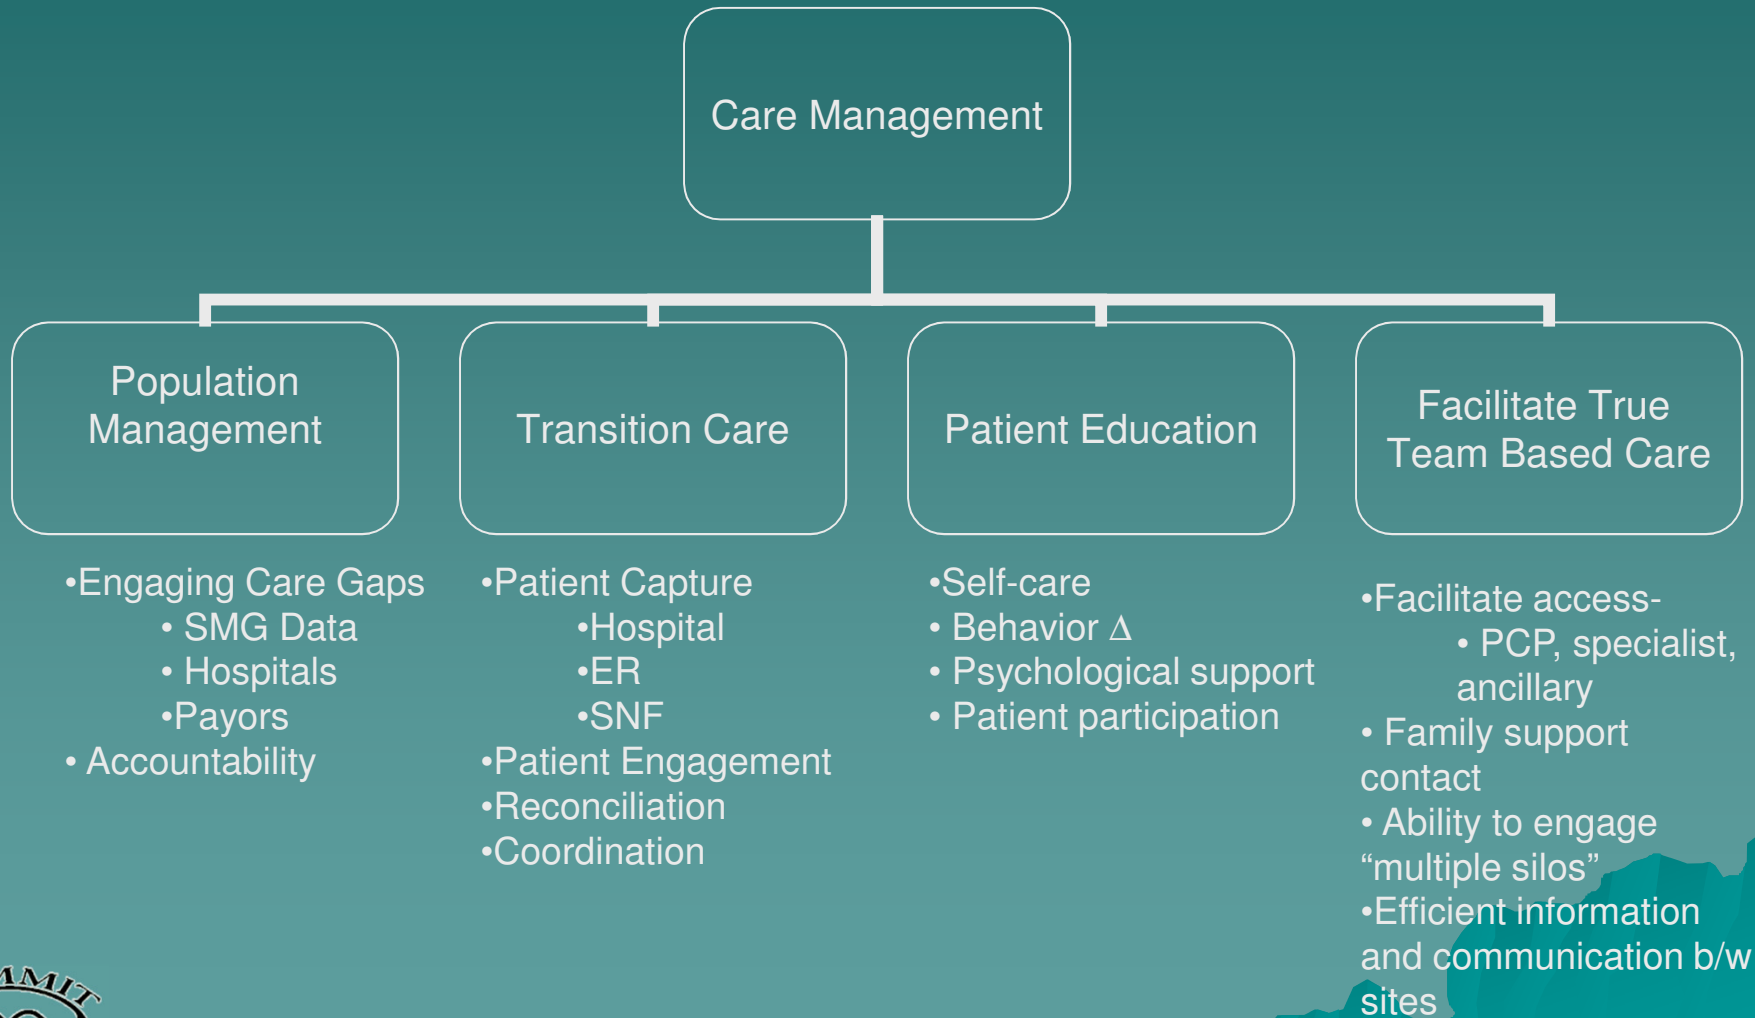 Care Management
Population
Management
Transition Care
Patient Education
Facilitate True
Team Based Care
•Engaging Care Gaps
• SMG Data
• Hospitals
•Payors
• Accountability
•Patient Capture
•Hospital
•ER
•SNF
•Patient Engagement
•Reconciliation
•Coordination
•Self-care
• Behavior Δ
• Psychological support
• Patient participation
•Facilitate access-
• PCP, specialist,
ancillary
• Family support
contact
• Ability to engage
“multiple silos”
•Efficient information
and communication b/w
sites